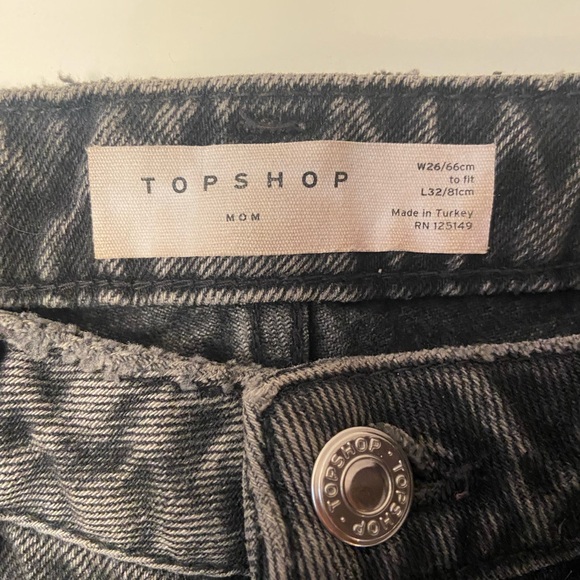 TOPSHOP
MOM
W26/66cm
to fit
L32/81cm
Made in Turkey
RN 125149
TOPSHOP · TOPSHOP ·